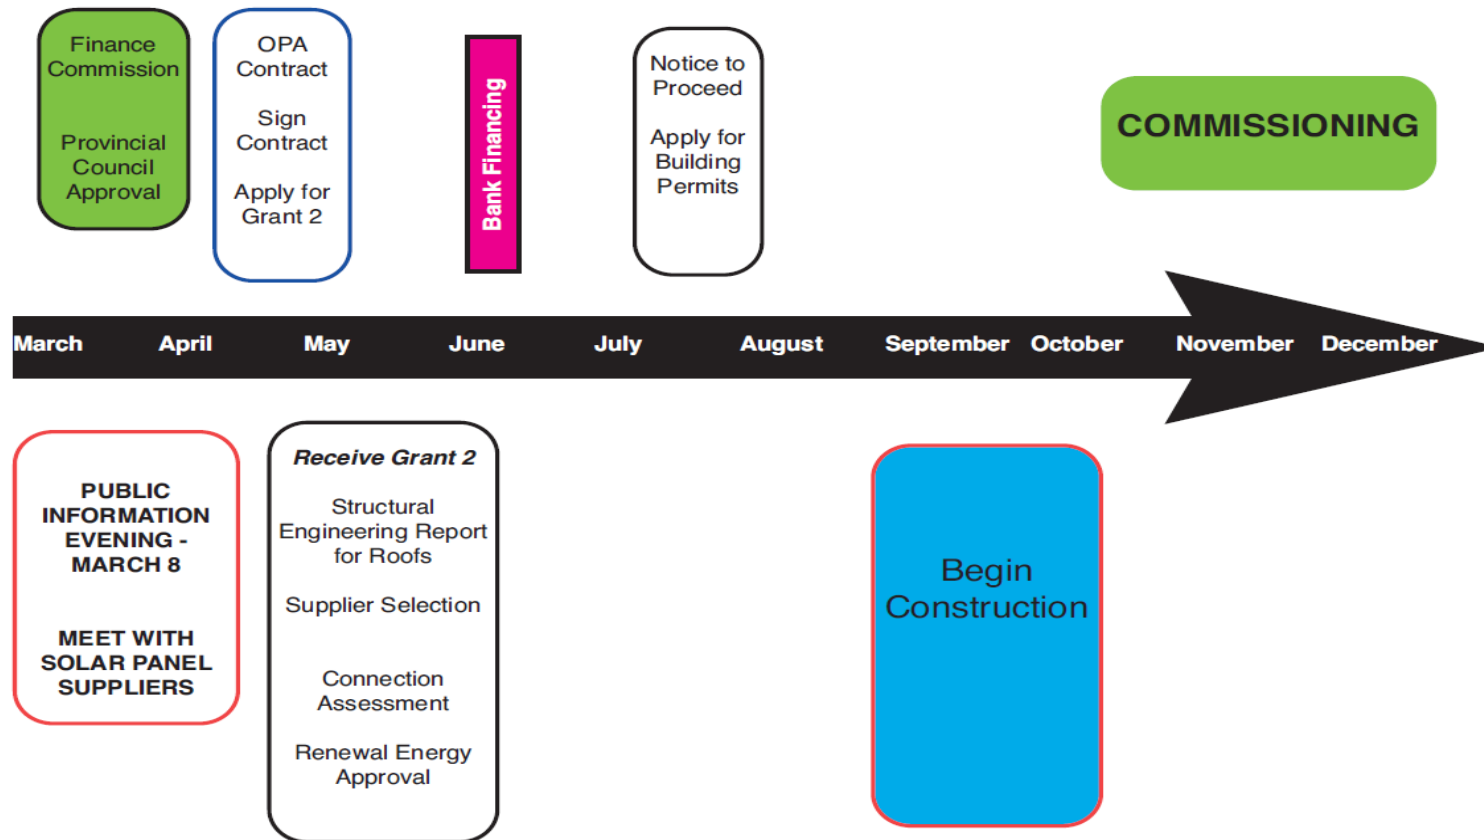 Finance
Commission
Provincial
Council
Approval
OPA
Contract
Sign
Contract
Apply for
Grant 2
Bank Financing
Notice to
Proceed
Apply for
Building
Permits
COMMISSIONING
March April May June July August September October November December
PUBLIC
INFORMATION
EVENING -
MARCH 8
MEET WITH
SOLAR PANEL
SUPPLIERS
Receive Grant 2
Structural
Engineering Report
for Roofs
Supplier Selection
Connection
Assessment
Renewal Energy
Approval
Begin
Construction